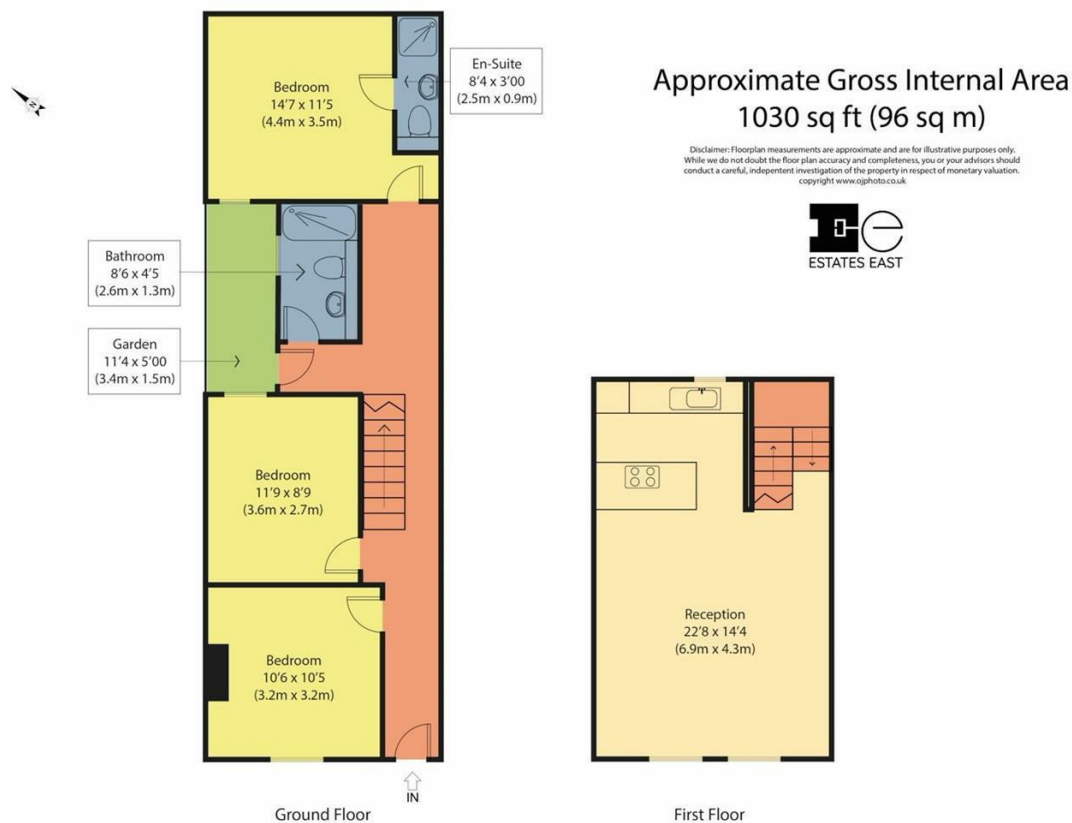 En-Suite
8'4 x 3'00
(2.5m x 0.9m)
Bedroom
14'7 x 11'5
(4.4m x 3.5m)
N
Approximate Gross Internal Area
1030 sq ft (96 sq m)
Disclaimer: Floorplan measurements are approximate and are for illustrative purposes only.
While we do not doubt the floor plan accuracy and completeness, you or your advisors should
conduct a careful, indepentent investigation of the property in respect of monetary valuation.
copyright www.ojphoto.co.uk
Ee
ESTATES EAST
Bathroom
8'6 x 4'5
(2.6m x 1.3m)
Garden
11'4 x 5'00
(3.4m x 1.5m)
Bedroom
11'9 x 8'9
(3.6m x 2.7m)
Bedroom
10'6 x 10'5
(3.2m x 3.2m)
Reception
22'8 x 14'4
(6.9m x 4.3m)
IN
Ground Floor
First Floor